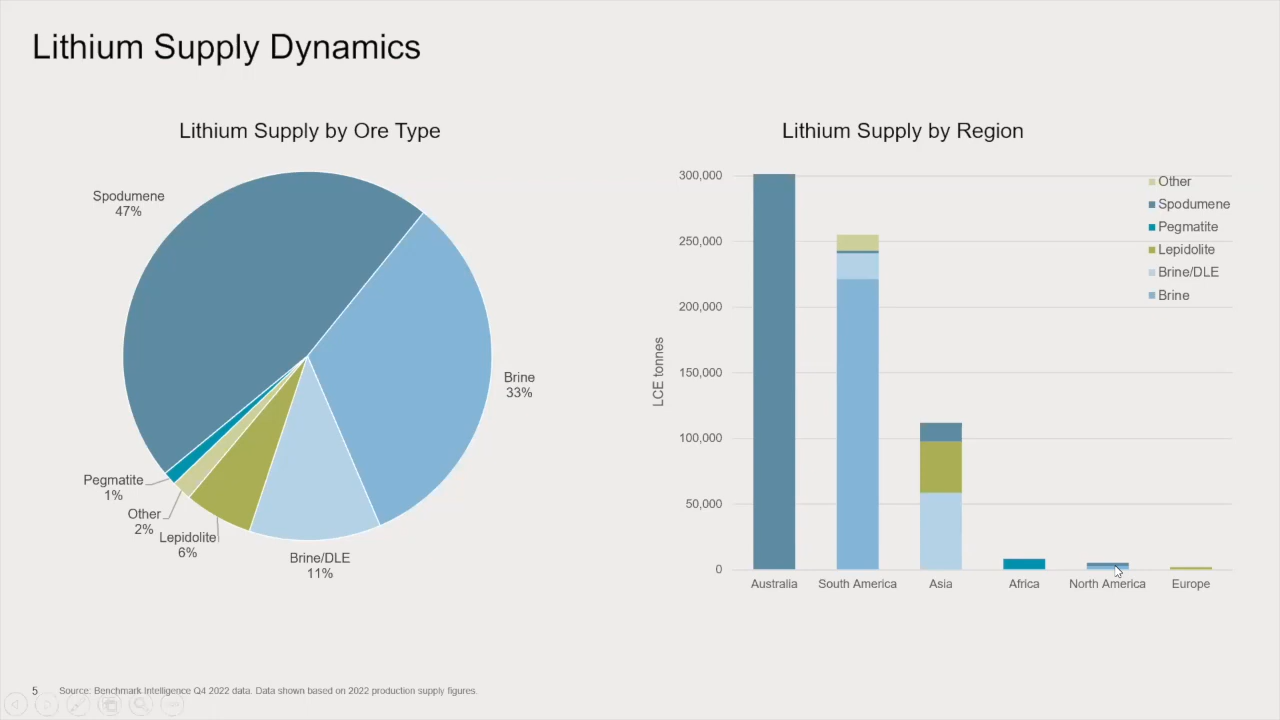 Lithium Supply Dynamics
Lithium Supply by Ore Type
Spodumene
47%
Brine
33%
Pegmatite
1%
Other
2%
Lepidolite
6%
Brine/DLE
11%
Lithium Supply by Region
LCE tonnes
300,000
250,000
200,000
150,000
100,000
50,000
0
Other
Spodumene
Pegmatite
Lepidolite
Brine/DLE
Brine
Australia
South America
Asia
Africa
North America
Europe
5
Source: Benchmark Intelligence Q4 2022 data. Data shown based on 2022 production supply figures.